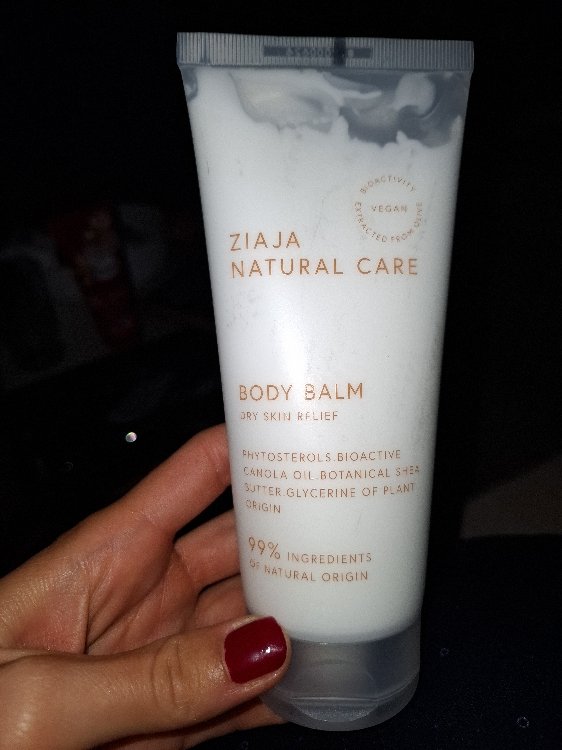 BIOACTIVITY
VEGAN
EXTRACTED FROM OLIVE
ZIAJA
NATURAL CARE
BODY BALM
DRY SKIN RELIEF
PHYTOSTEROLS.BIOACTIVE
CANOLA OIL.BOTANICAL SHEA
BUTTER.GLYCERINE OF PLANT
ORIGIN
99% INGREDIENTS
OF NATURAL ORIGIN